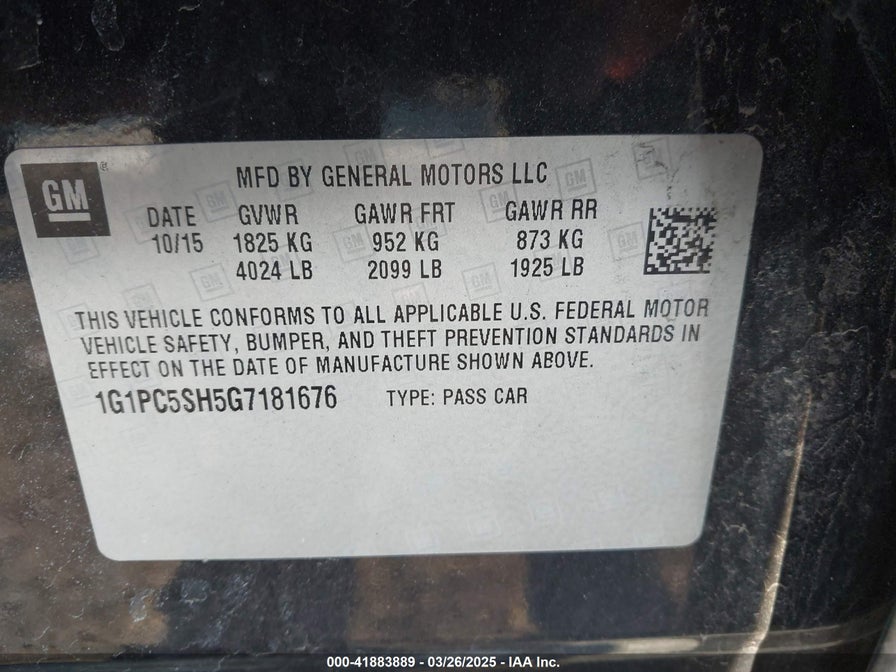 GM
MFD BY GENERAL MOTORS LLC
DATE GVWR GAWR FRT GAWR RR
10/15 1825 KG 952 KG 873 KG
4024 LB 2099 LB 1925 LB
THIS VEHICLE CONFORMS TO ALL APPLICABLE U.S. FEDERAL MOTOR
VEHICLE SAFETY, BUMPER, AND THEFT PREVENTION STANDARDS IN
EFFECT ON THE DATE OF MANUFACTURE SHOWN ABOVE.
1G1PC5SH5G7181676 TYPE: PASS CAR
000-41883889 - 03/26/2025 - IAA Inc.